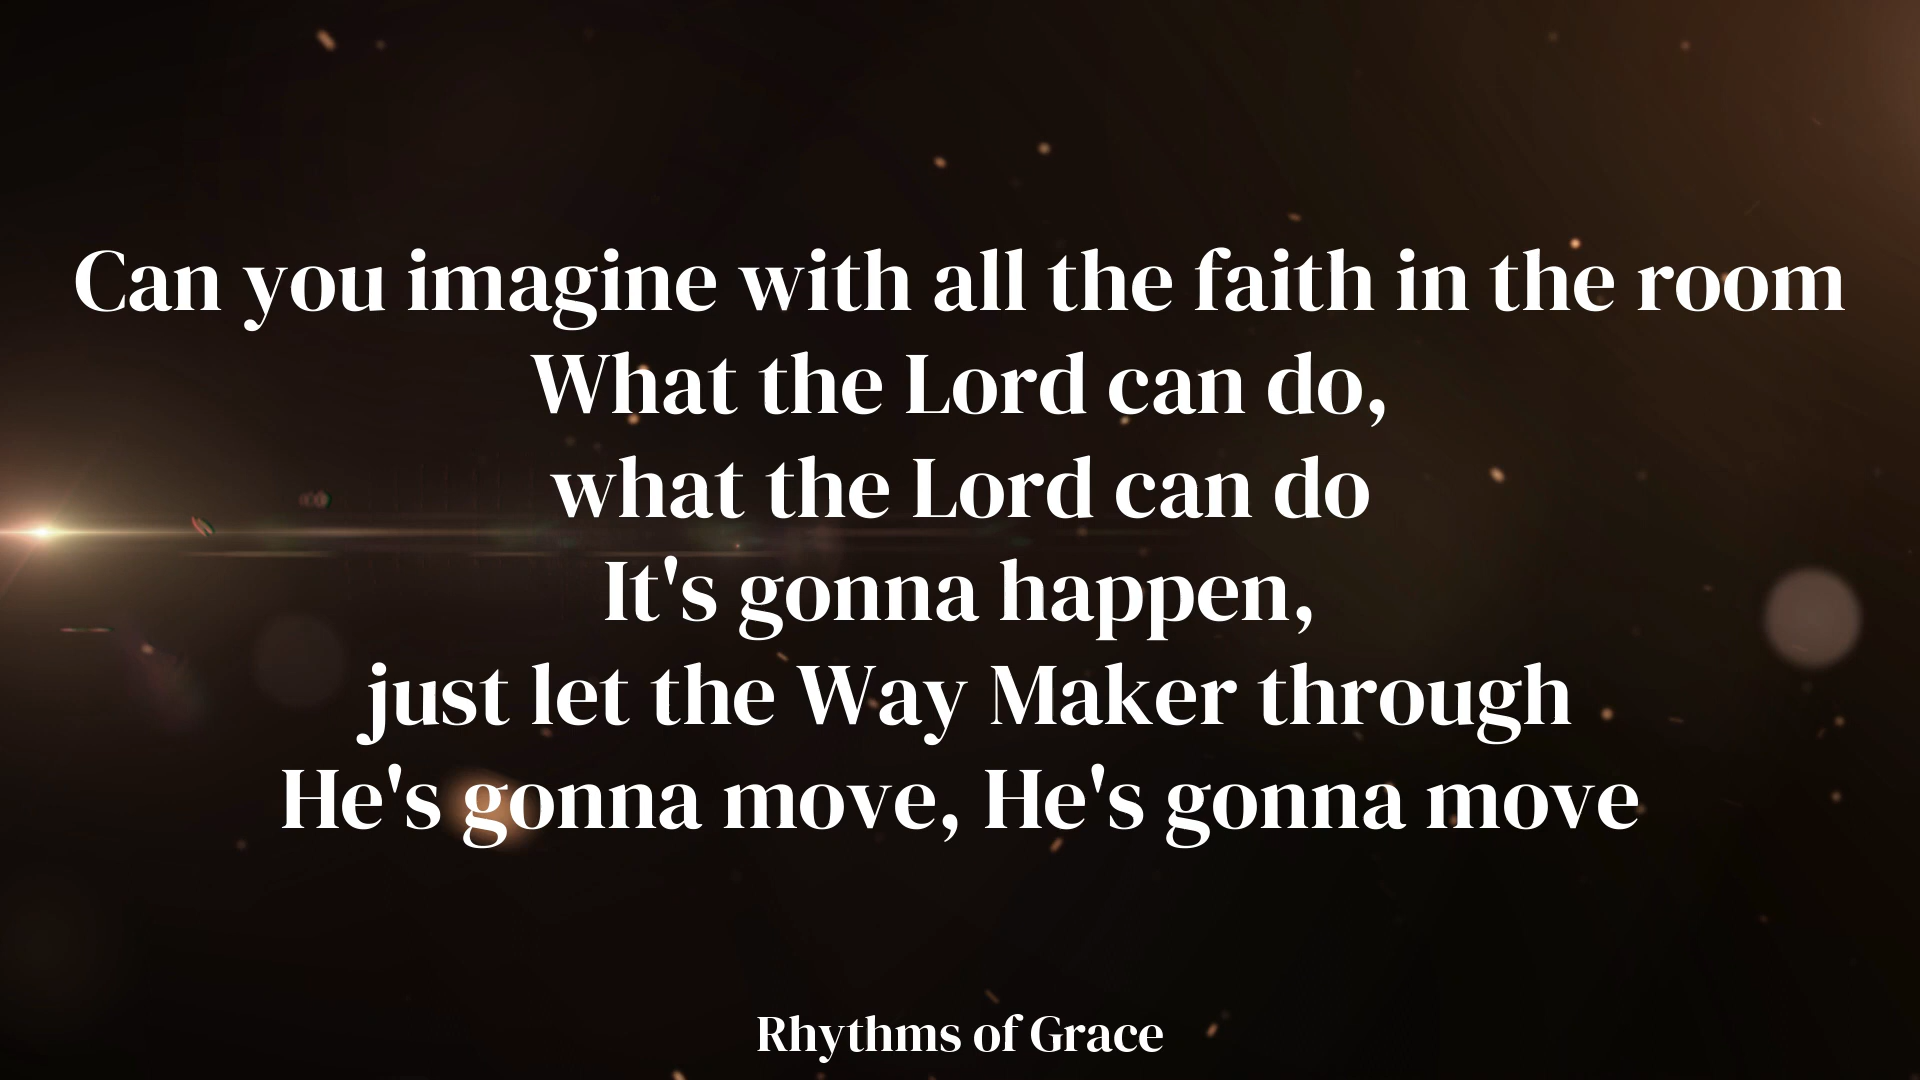 Can you imagine with all the faith in the room
What the Lord can do,
what the Lord can do
It's gonna happen,
just let the Way Maker through
He's gonna move, He's gonna move
Rhythms of Grace